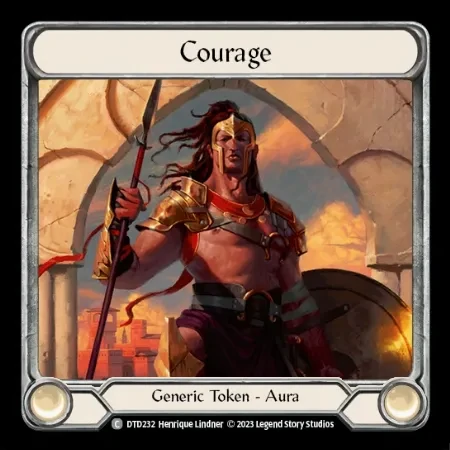 Courage
Generic Token - Aura
C DTD232 Henrique Lindner © 2023 Legend Story Studios